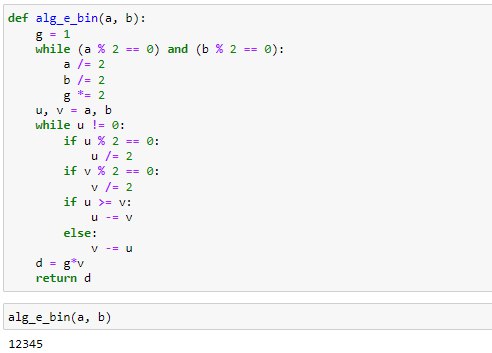 def alg_e_bin(a, b):
    g = 1
    while (a % 2 == 0) and (b % 2 == 0):
        a /= 2
        b /= 2
        g *= 2
    u, v = a, b
    while u != 0:
        if u % 2 == 0:
            u /= 2
        if v % 2 == 0:
            v /= 2
        if u >= v:
            u -= v
        else:
            v -= u
    d = g*v
    return d
alg_e_bin(a, b)
12345